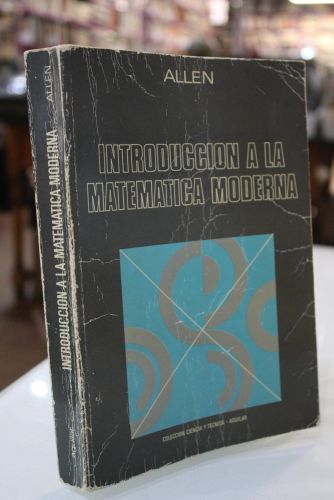 ALLEN
INTRODUCCION A LA
MATEMATICA MODERNA
COLECCION CIENCIA Y TECNICA - AGUILAR
ALLEN
INTRODUCCION A LA MATEMATICA MODERNA